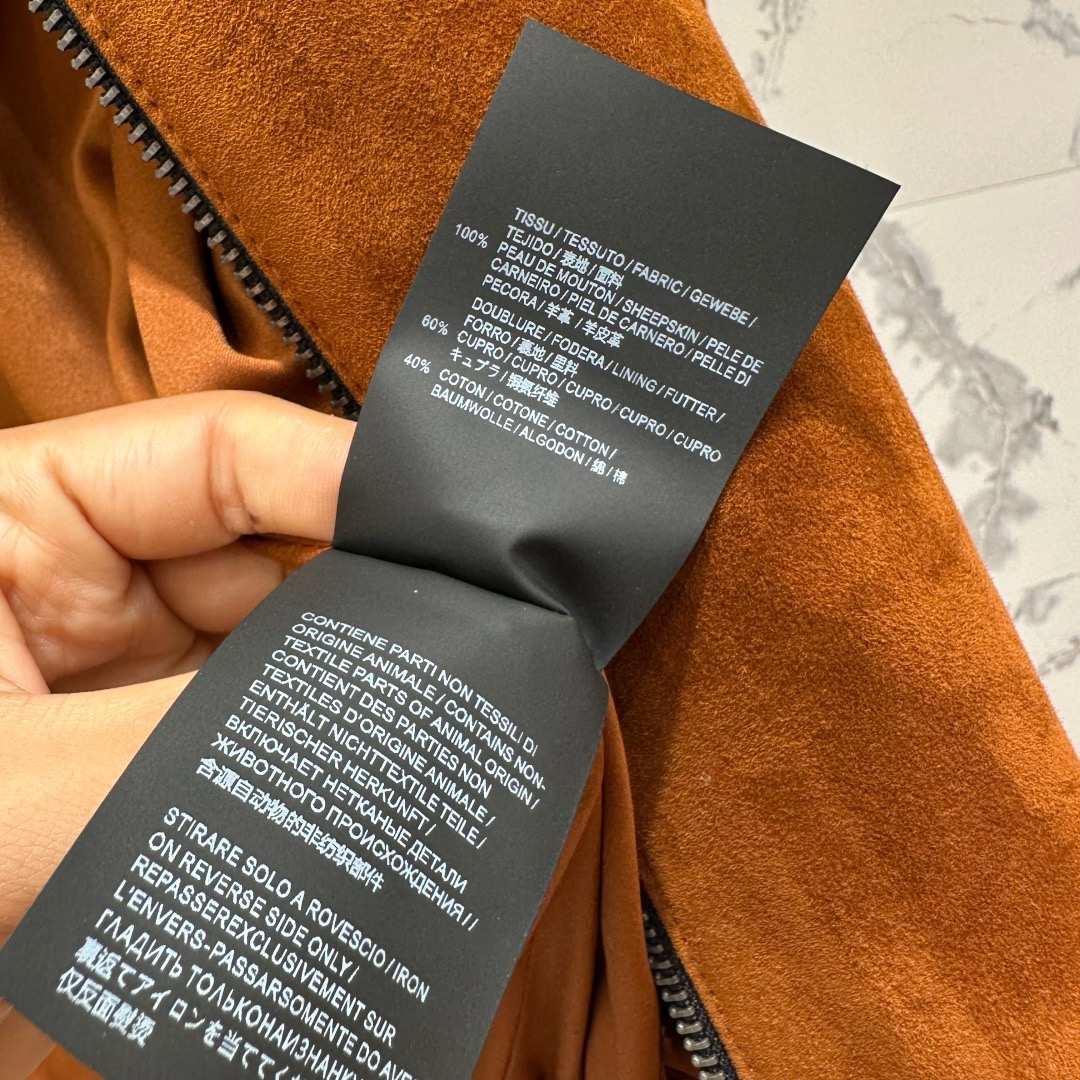 TISSU / TESSUTO / FABRIC / GEWEBE /
100% TEJIDO / 表地 / 面料
PEAU DE MOUTON / SHEEPSKIN / PELE DE
CARNEIRO / PIEL DE CARNERO / PELLE DI
PECORA / 羊革 / 羊皮革
DOUBLURE / FODERA / LINING / FUTTER /
60% FORRO / 裏地 / 里料
CUPRO / CUPRO / CUPRO / CUPRO
40% キュプラ / 铜氨纤维
COTON / COTONE / COTTON /
BAUMWOLLE / ALGODON / 綿 / 棉
CONTIENE PARTI NON TESSILI DI
ORIGINE ANIMALE / CONTAINS NON-
TEXTILE PARTS OF ANIMAL ORIGIN /
CONTIENT DES PARTIES NON
TEXTILES D'ORIGINE ANIMALE /
ENTHÄLT NICHTTEXTILE TEILE /
TIERISCHER HERKUNFT /
ВКЛЮЧАЕТ НЕТКАНЫЕ ДЕТАЛИ
ЖИВОТНОГО ПРОИСХОЖДЕНИЯ //
含源自动物的非纺织部件
STIRARE SOLO A ROVESCIO / IRON
ON REVERSE SIDE ONLY/
REPASSEREXCLUSIVEMENT SUR
L'ENVERS-PASSARSOMENTE DO
ГЛАДИТЬ ТОЛЬКОНАИЗНАНКУ
裏返てアイロンを当てて
仅反面熨烫